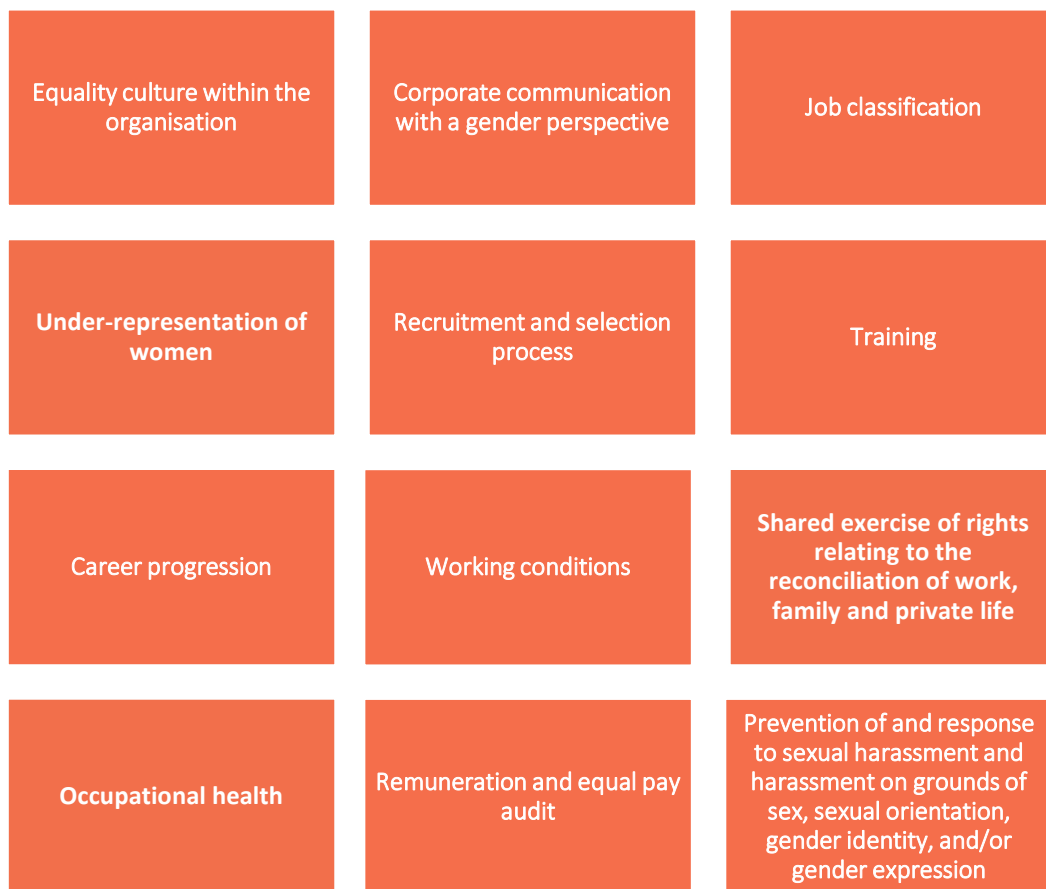 Equality culture within the
organisation
Corporate communication
with a gender perspective
Job classification
Under-representation of
women
Recruitment and selection
process
Training
Career progression
Working conditions
Shared exercise of rights
relating to the
reconciliation of work,
family and private life
Occupational health
Remuneration and equal pay
audit
Prevention of and response
to sexual harassment and
harassment on grounds of
sex, sexual orientation,
gender identity, and/or
gender expression